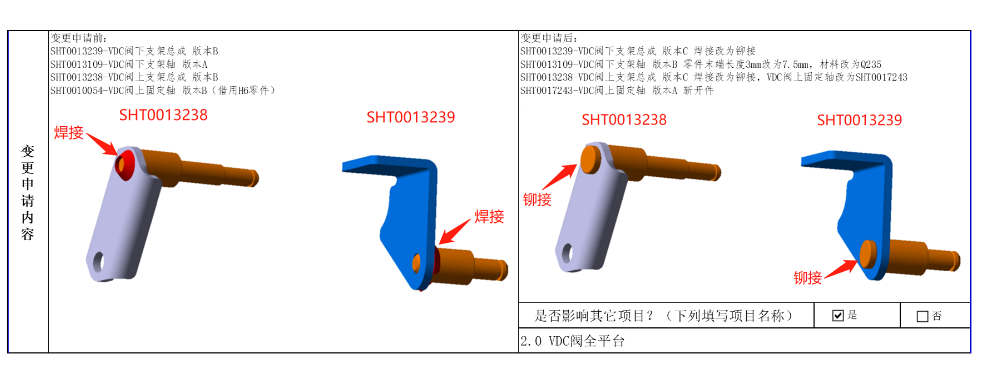 变更申请内容
变更申请前:
SHT0013239-VDC阀下支架总成 版本B
SHT0013109-VDC阀下支架轴 版本A
SHT0013238-VDC阀上支架总成 版本B
SHT0010054-VDC阀上固定轴 版本B（借用H6零件）
SHT0013238
SHT0013239
焊接
焊接
变更申请后:
SHT0013239-VDC阀下支架总成 版本C 焊接改为铆接
SHT0013109-VDC阀下支架轴 版本B 零件末端长度3mm改为7.5mm，材料改为Q235
SHT0013238-VDC阀上支架总成 版本C 焊接改为铆接，VDC阀上固定轴改为SHT0017243
SHT0017243-VDC阀上固定轴 版本A 新开件
SHT0013238
SHT0013239
铆接
铆接
是否影响其它项目？（下列填写项目名称） 是 否
2.0 VDC阀全平台